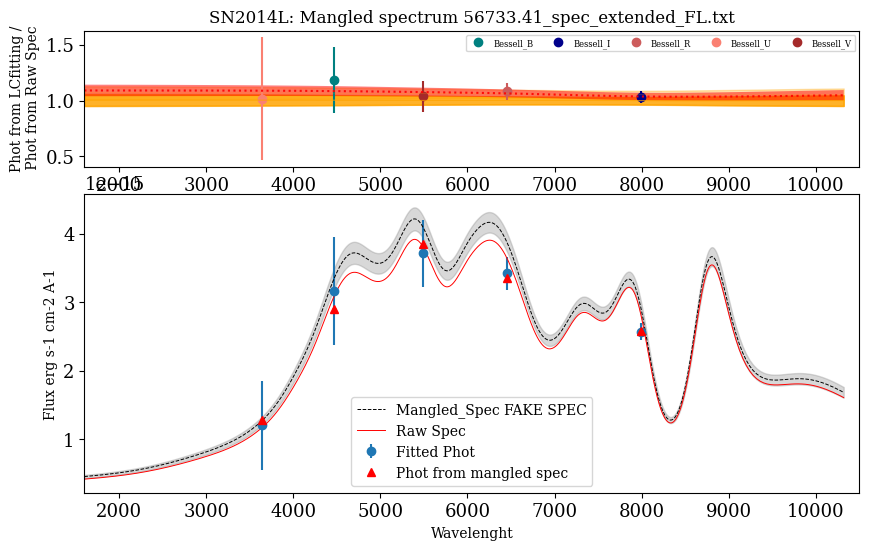 SN2014L: Mangled spectrum 56733.41_spec_extended_FL.txt
Phot from LCfitting /
Phot from Raw Spec
1.5
1.0
0.5
Bessell_B
Bessell_I
Bessell_R
Bessell_U
Bessell_V
2000 3000 4000 5000 6000 7000 8000 9000 10000
1e−15
Flux erg s-1 cm-2 A-1
4
3
2
1
Mangled_Spec FAKE SPEC
Raw Spec
Fitted Phot
Phot from mangled spec
2000 3000 4000 5000 6000 7000 8000 9000 10000
Wavelenght